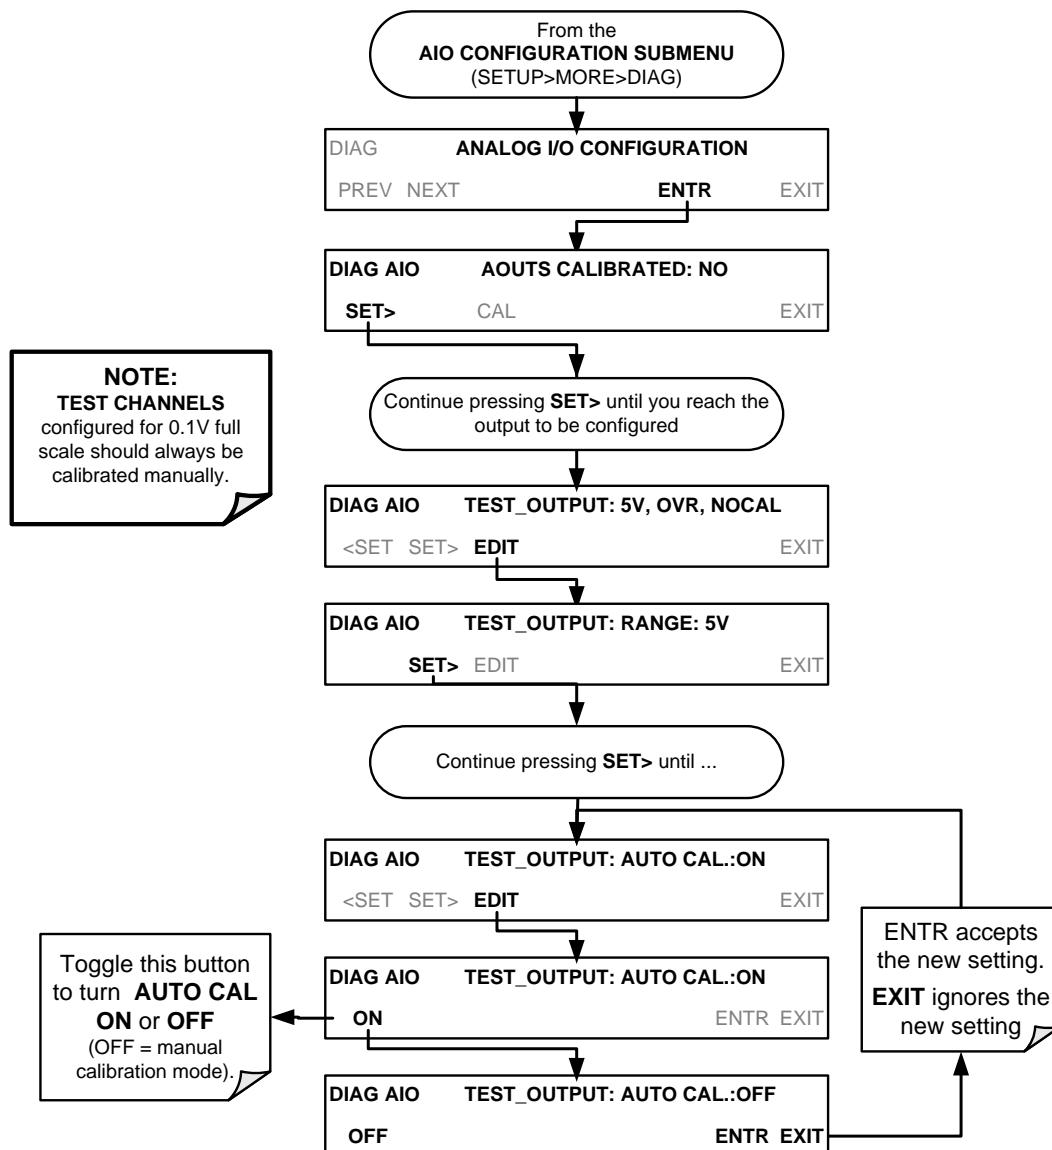 From the
AIO CONFIGURATION SUBMENU
(SETUP>MORE>DIAG)
DIAG ANALOG I/O CONFIGURATION
PREV NEXT ENTR EXIT
DIAG AIO AOUTS CALIBRATED: NO
SET> CAL EXIT
NOTE:
TEST CHANNELS
configured for 0.1V full
scale should always be
calibrated manually.
Continue pressing SET> until you reach the
output to be configured
DIAG AIO TEST_OUTPUT: 5V, OVR, NOCAL
<SET SET> EDIT EXIT
DIAG AIO TEST_OUTPUT: RANGE: 5V
SET> EDIT EXIT
Continue pressing SET> until ...
DIAG AIO TEST_OUTPUT: AUTO CAL.:ON
<SET SET> EDIT EXIT
Toggle this button
to turn AUTO CAL
ON or OFF
(OFF = manual
calibration mode).
DIAG AIO TEST_OUTPUT: AUTO CAL.:ON
ON ENTR EXIT
ENTR accepts
the new setting.
EXIT ignores the
new setting
DIAG AIO TEST_OUTPUT: AUTO CAL.:OFF
OFF ENTR EXIT